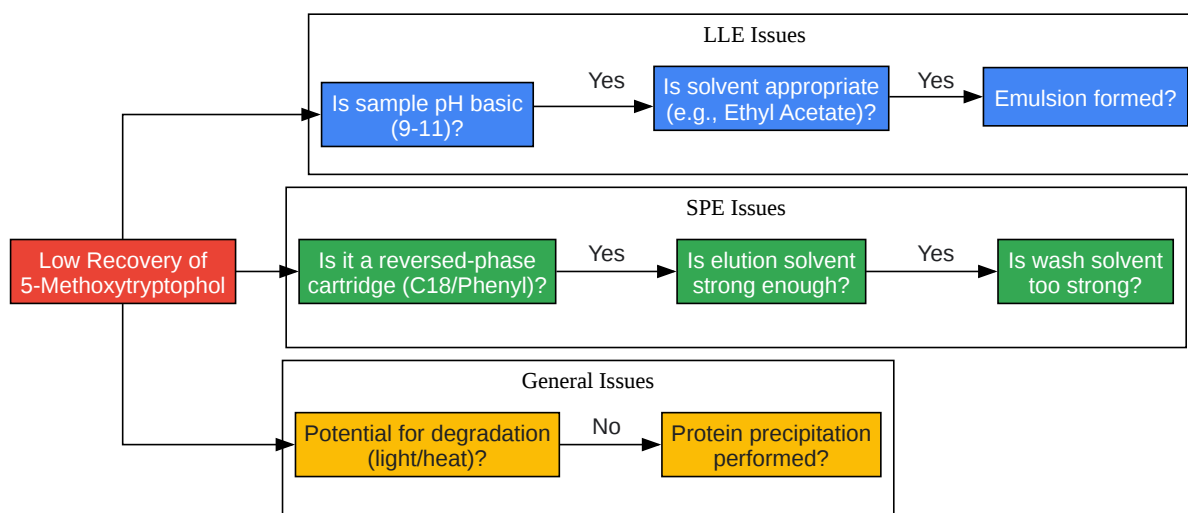 LLE Issues
Is sample pH basic
(9-11)?
Yes
Is solvent appropriate
(e.g., Ethyl Acetate)?
Yes
Emulsion formed?
SPE Issues
Low Recovery of
5-Methoxytryptophol
Is it a reversed-phase
cartridge (C18/Phenyl)?
Yes
Is elution solvent
strong enough?
Yes
Is wash solvent
too strong?
General Issues
Potential for degradation
(light/heat)?
No
Protein precipitation
performed?